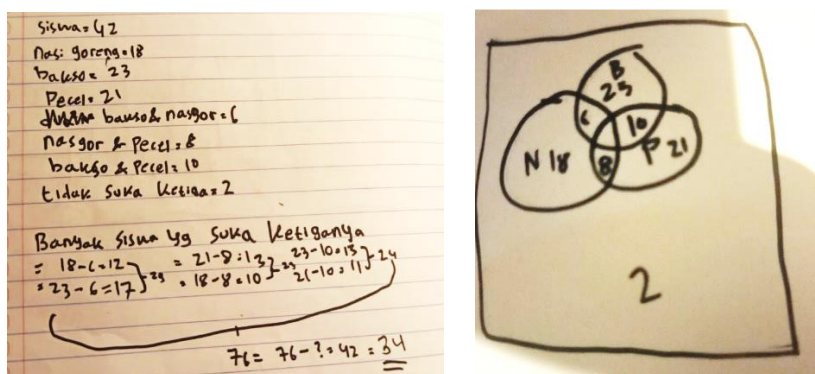 siswa = 42
nasi goreng = 18
bakso = 23
Pecel = 21
bakso & nasgor = 6
nasgor & Pecel = 8
bakso & Pecel = 10
tidak suka ketiga = 2
Banyak siswa yg suka ketiganya
= 18-6=12 = 21-8=13 23-10=13
= 23-6=17 } 29 = 18-8=10 } 23 21-10=11 } 24
76 = 76 - ? = 42 = 34
B
23
6 10
N 18 8 P 21
2